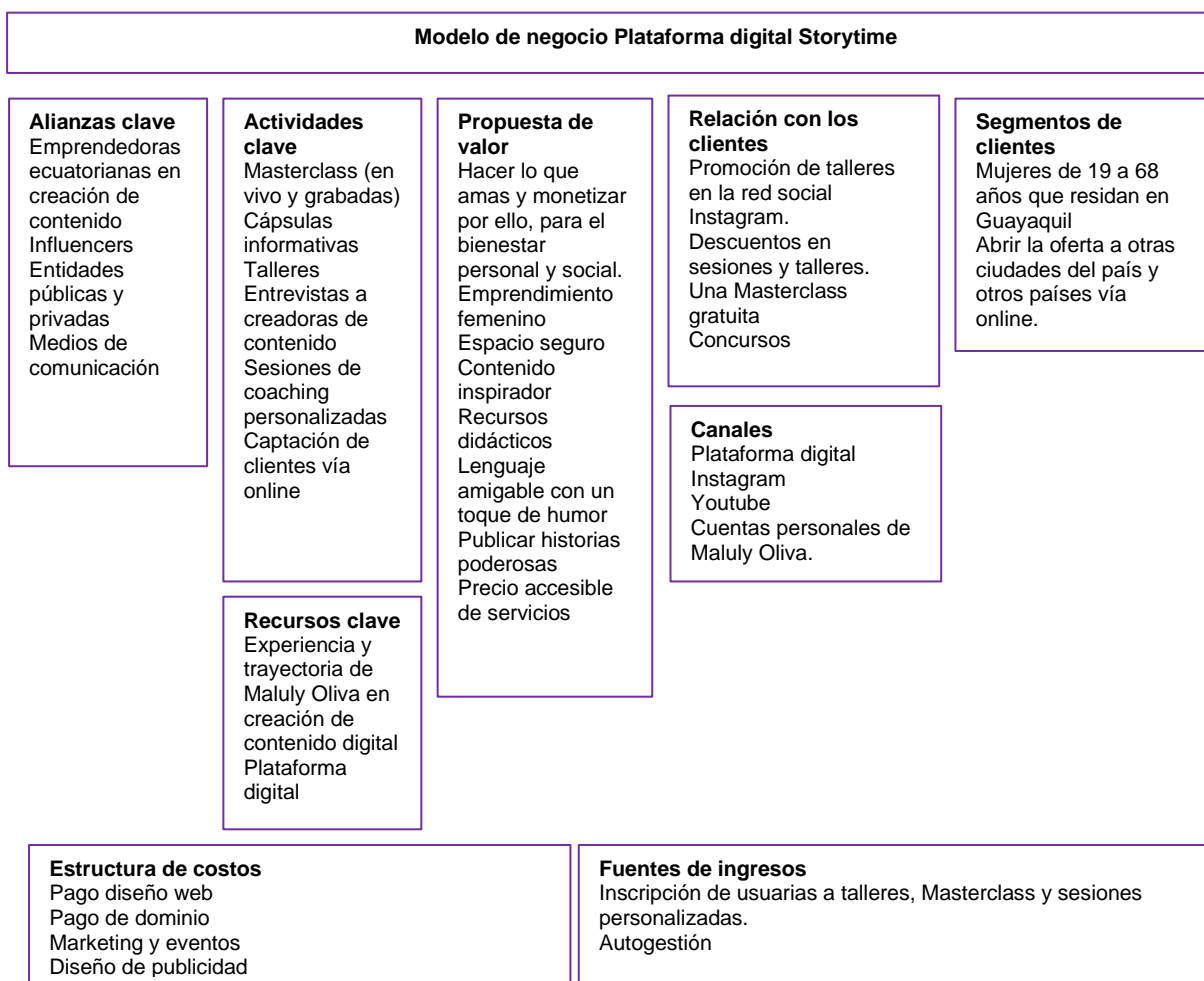 Modelo de negocio Plataforma digital Storytime
Alianzas clave
Emprendedoras
ecuatorianas en
creación de
contenido
Influencers
Entidades
públicas y
privadas
Medios de
comunicación
Actividades
clave
Masterclass (en
vivo y grabadas)
Cápsulas
informativas
Talleres
Entrevistas a
creadoras de
contenido
Sesiones de
coaching
personalizadas
Captación de
clientes vía
online
Recursos clave
Experiencia y
trayectoria de
Maluly Oliva en
creación de
contenido digital
Plataforma
digital
Propuesta de
valor
Hacer lo que
amas y monetizar
por ello, para el
bienestar
personal y social.
Emprendimiento
femenino
Espacio seguro
Contenido
inspirador
Recursos
didácticos
Lenguaje
amigable con un
toque de humor
Publicar historias
poderosas
Precio accesible
de servicios
Relación con los
clientes
Promoción de talleres
en la red social
Instagram.
Descuentos en
sesiones y talleres.
Una Masterclass
gratuita
Concursos
Canales
Plataforma digital
Instagram
Youtube
Cuentas personales de
Maluly Oliva.
Segmentos de
clientes
Mujeres de 19 a 68
años que residan en
Guayaquil
Abrir la oferta a otras
ciudades del país y
otros países vía
online.
Estructura de costos
Pago diseño web
Pago de dominio
Marketing y eventos
Diseño de publicidad
Fuentes de ingresos
Inscripción de usuarias a talleres, Masterclass y sesiones
personalizadas.
Autogestión